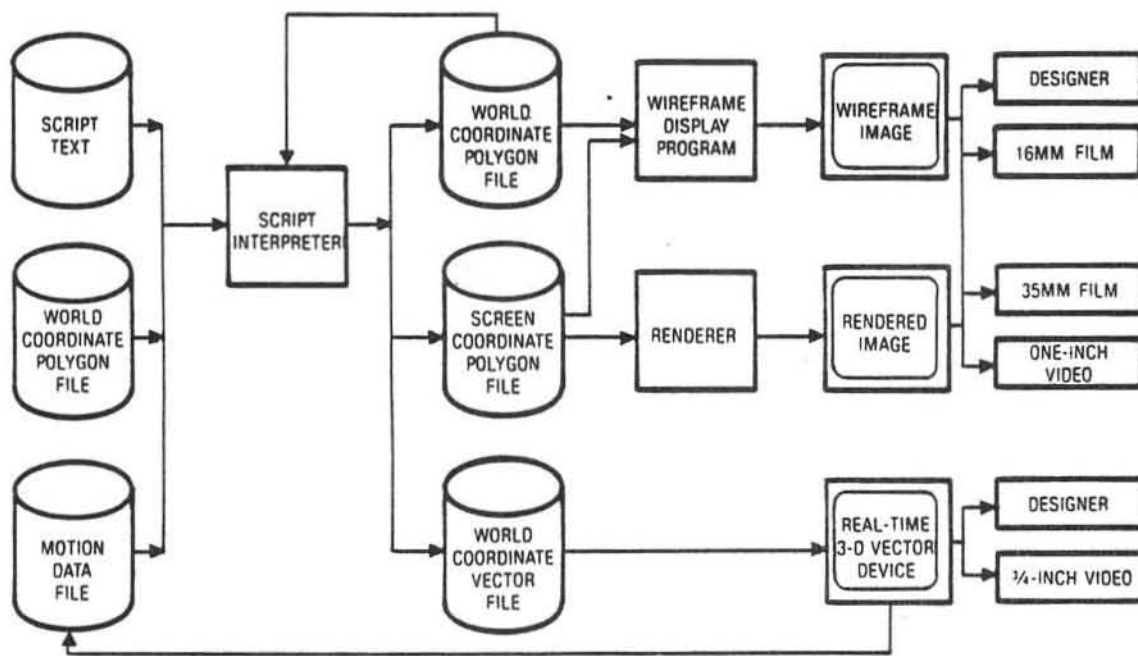 SCRIPT
TEXT
WORLD
COORDINATE
POLYGON
FILE
MOTION
DATA
FILE
SCRIPT
INTERPRETER
WORLD
COORDINATE
POLYGON
FILE
SCREEN
COORDINATE
POLYGON
FILE
WORLD
COORDINATE
VECTOR
FILE
WIREFRAME
DISPLAY
PROGRAM
RENDERER
WIREFRAME
IMAGE
RENDERED
IMAGE
REAL-TIME
3-D VECTOR
DEVICE
DESIGNER
16MM FILM
35MM FILM
ONE-INCH
VIDEO
DESIGNER
¾-INCH VIDEO